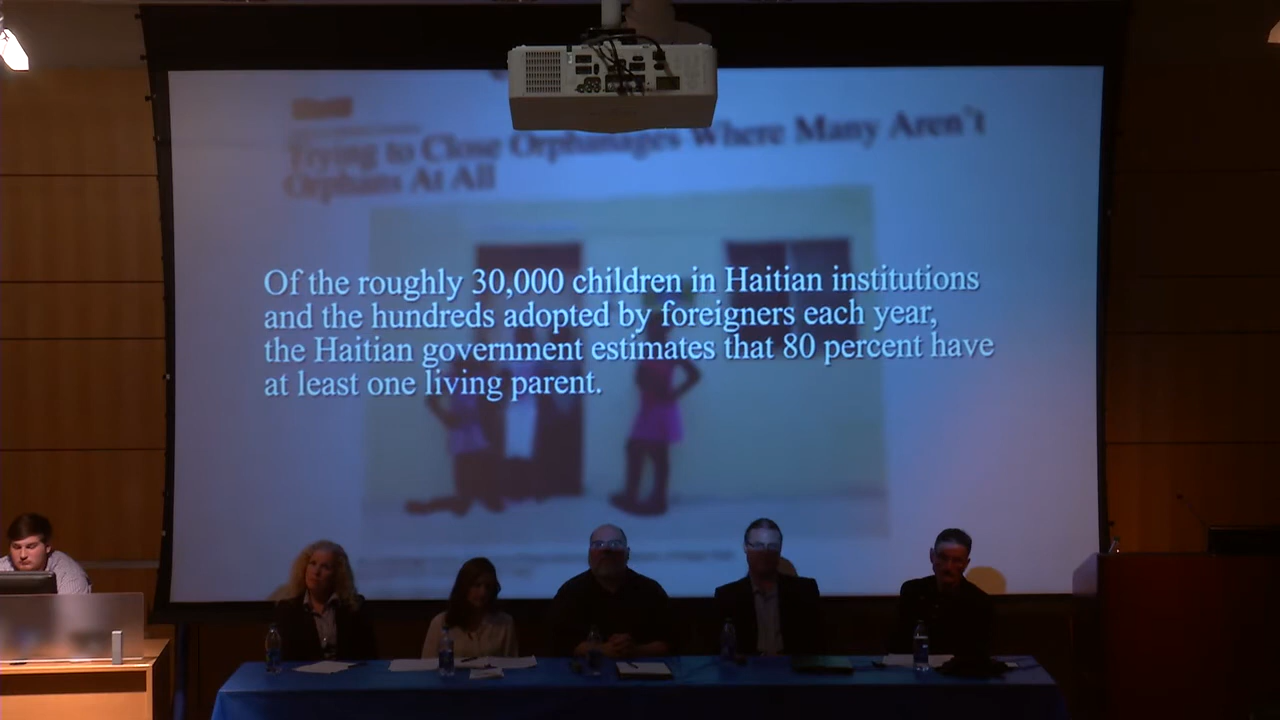 Trying to Close Orphanages Where Many Aren't
Orphans At All
Of the roughly 30,000 children in Haitian institutions
and the hundreds adopted by foreigners each year,
the Haitian government estimates that 80 percent have
at least one living parent.